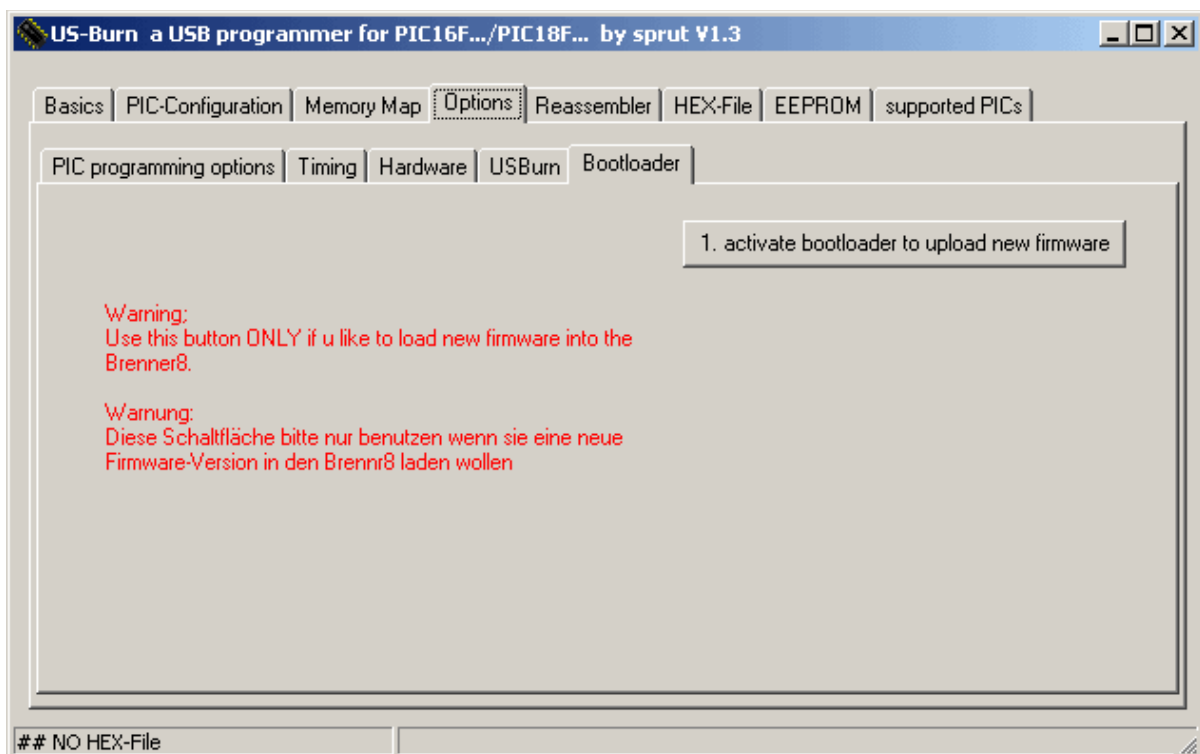 US-Burn a USB programmer for PIC16F.../PIC18F... by sprut V1.3
Basics PIC-Configuration Memory Map Options Reassembler HEX-File EEPROM supported PICs
PIC programming options Timing Hardware USBurn Bootloader
1. activate bootloader to upload new firmware
Warning;
Use this button ONLY if u like to load new firmware into the
Brenner8.
Warnung:
Diese Schaltfläche bitte nur benutzen wenn sie eine neue
Firmware-Version in den Brennr8 laden wollen
## NO HEX-File